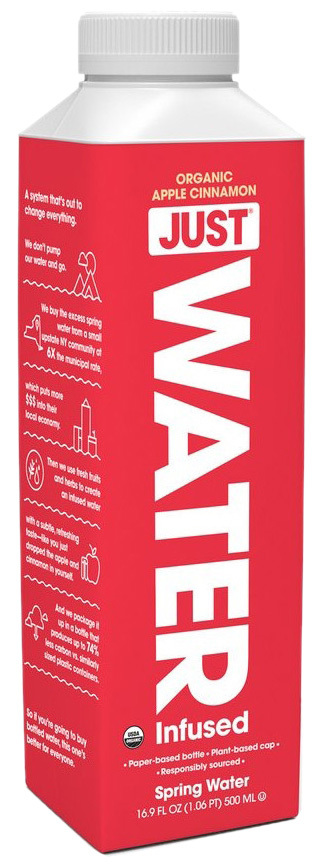 ORGANIC
APPLE CINNAMON
JUST®
WATER
Infused
USDA
ORGANIC
• Paper-based bottle • Plant-based cap •
• Responsibly sourced •
Spring Water
16.9 FL OZ (1.06 PT) 500 ML
A system that's out to
change everything.
We don't pump
our water and go.
We buy the excess spring
water from a small
upstate NY community at
6X the municipal rate,
which puts more
$$$ into their
local economy.
Then we use fresh fruits
and herbs to create
an infused water
with a subtle, refreshing
taste—like you just
dropped the apple and
cinnamon in yourself.
And we package it
up in a bottle that
produces up to 74%
less carbon vs. similarly
sized plastic containers.
So if you're going to buy
bottled water, this one's
better for everyone.